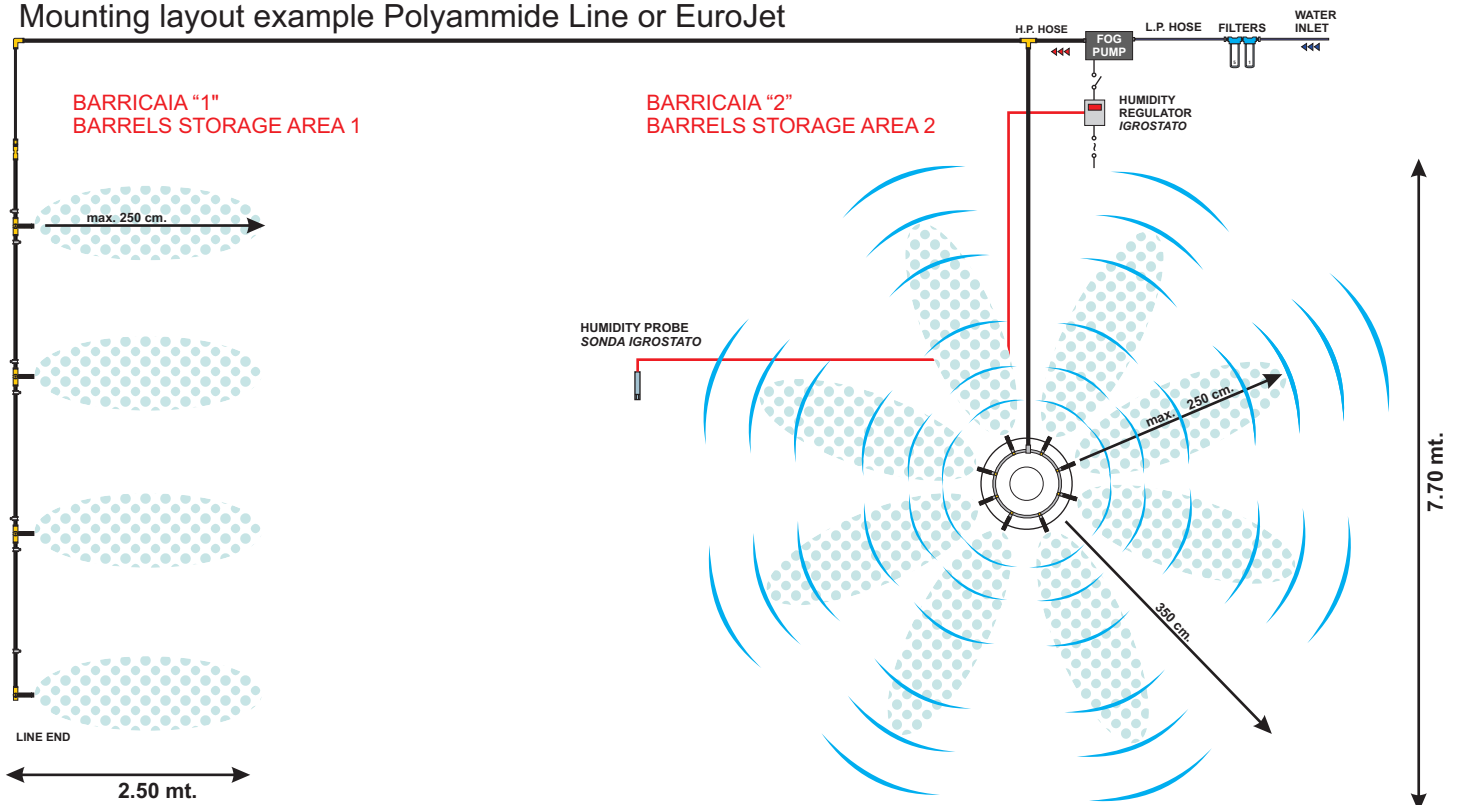 Mounting layout example Polyammide Line or EuroJet
H.P. HOSE
FOG
PUMP
L.P. HOSE
FILTERS
WATER
INLET
BARRICAIA “1"
BARRELS STORAGE AREA 1
BARRICAIA “2”
BARRELS STORAGE AREA 2
HUMIDITY
REGULATOR
IGROSTATO
max. 250 cm.
HUMIDITY PROBE
SONDA IGROSTATO
max. 250 cm.
350 cm.
7.70 mt.
LINE END
2.50 mt.